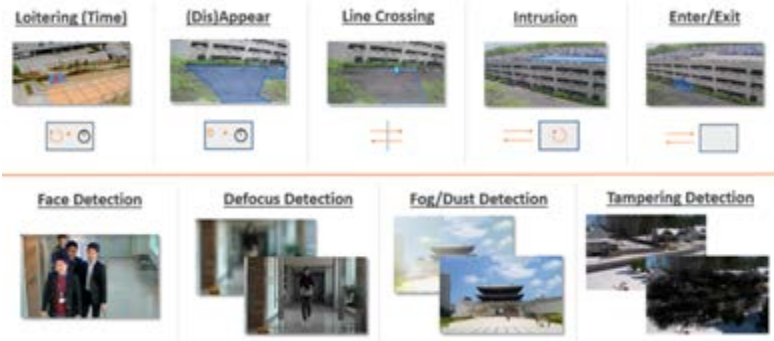 Loitering (Time)
(Dis)Appear
Line Crossing
Intrusion
Enter/Exit
Face Detection
Defocus Detection
Fog/Dust Detection
Tampering Detection